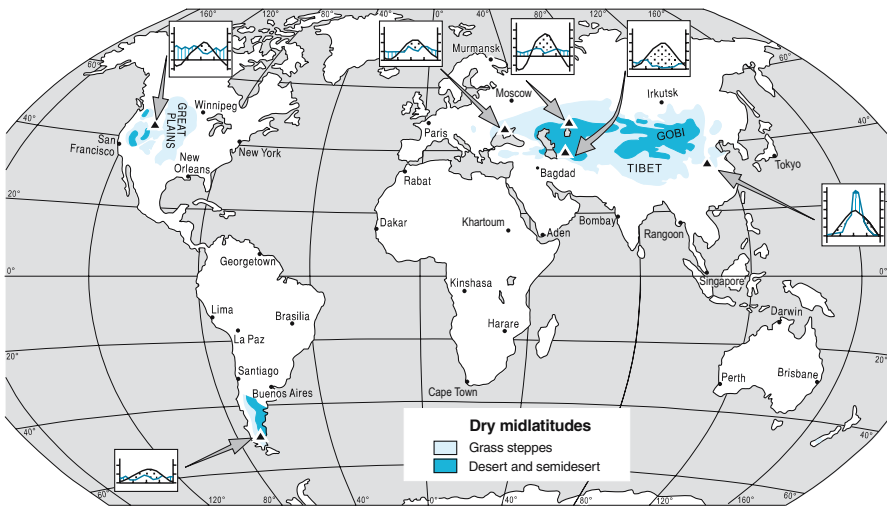 160°
120°
40°
80°
120°
160°
60°
60°
Murmansk
Winnipeg
GREAT
PLAINS
Moscow
Irkutsk
40°
40°
San
Francisco
Paris
GOBI
New York
New
Orleans
TIBET
Tokyo
Bagdad
Rabat
20°
20°
Dakar
Khartoum
Aden
Bombay
Rangoon
Georgetown
0°
0°
Singapore
Kinshasa
Lima
Brasilia
Darwin
La Paz
Harare
20°
20°
Santiago
Buenos Aires
Cape Town
Perth
Brisbane
40°
40°
Dry midlatitudes
Grass steppes
Desert and semidesert
60°
60°
160°
120°
80°
40°
0°
40°
80°
120°
160°